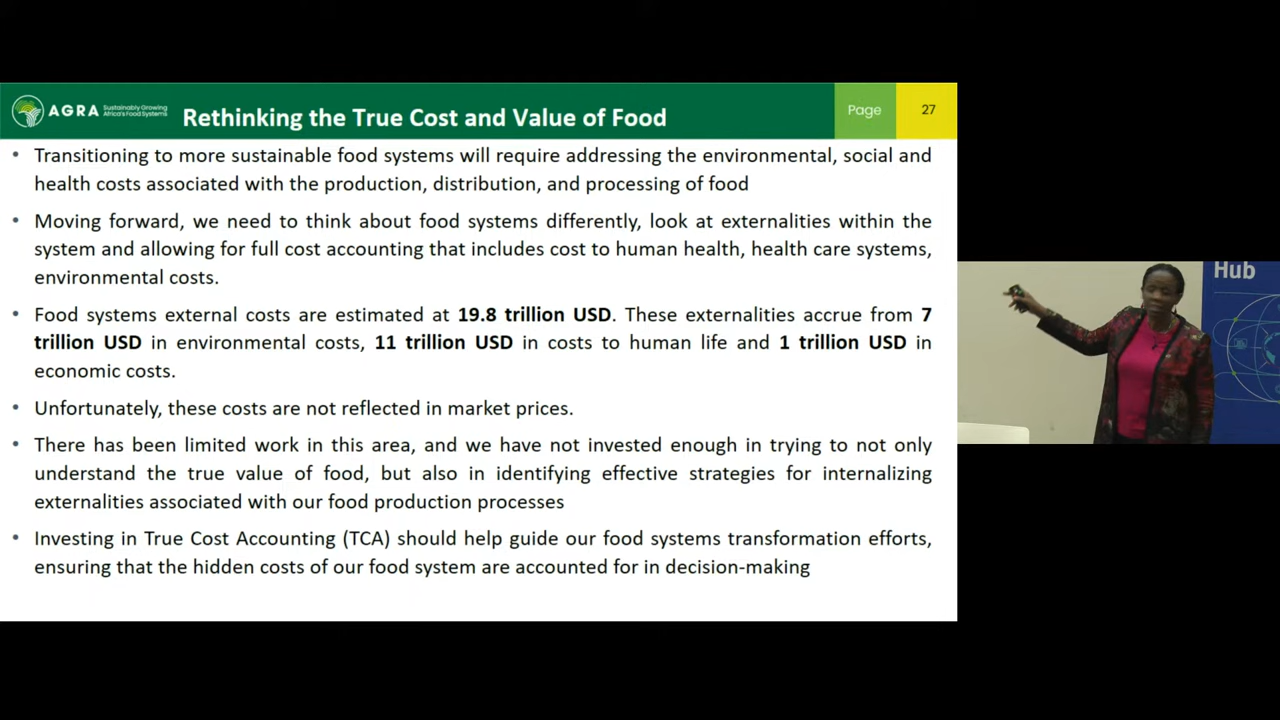 AGRA
Sustainably Growing
Africa's Food Systems
Rethinking the True Cost and Value of Food
Page
27
• Transitioning to more sustainable food systems will require addressing the environmental, social and
health costs associated with the production, distribution, and processing of food
• Moving forward, we need to think about food systems differently, look at externalities within the
system and allowing for full cost accounting that includes cost to human health, health care systems,
environmental costs.
• Food systems external costs are estimated at 19.8 trillion USD. These externalities accrue from 7
trillion USD in environmental costs, 11 trillion USD in costs to human life and 1 trillion USD in
economic costs.
• Unfortunately, these costs are not reflected in market prices.
• There has been limited work in this area, and we have not invested enough in trying to not only
understand the true value of food, but also in identifying effective strategies for internalizing
externalities associated with our food production processes
• Investing in True Cost Accounting (TCA) should help guide our food systems transformation efforts,
ensuring that the hidden costs of our food system are accounted for in decision-making
Hub